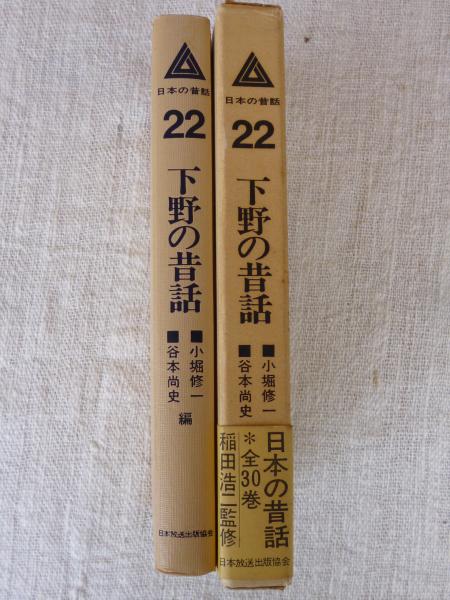 日本の昔話
22
下野の昔話
■小堀修一
■谷本尚史
編
日本放送出版協会
日本の昔話
22
下野の昔話
■小堀修一
■谷本尚史
日本の昔話
＊全30巻
稲田浩二監修
日本放送出版協会